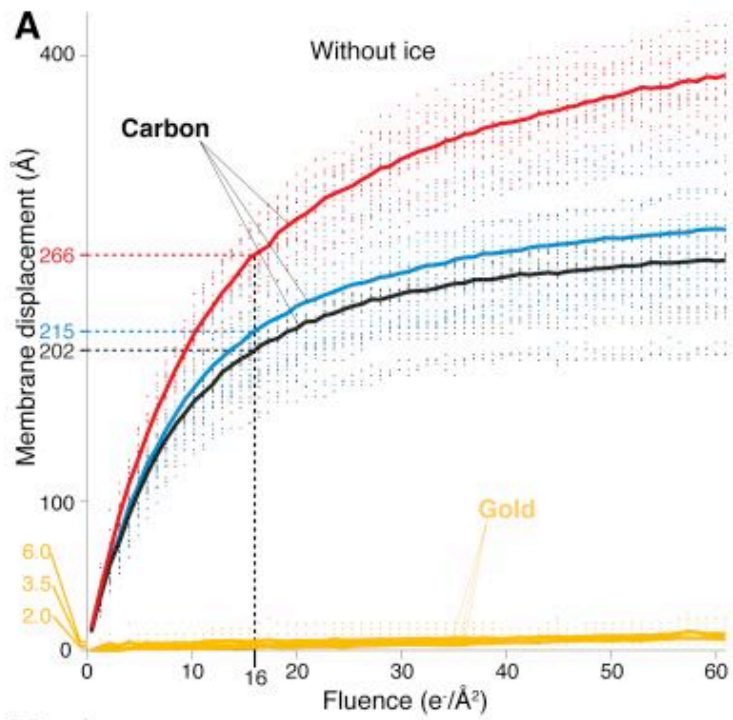 A
Without ice
Carbon
Gold
Membrane displacement (Å)
400
266
215
202
100
6.0
3.5
2.0
0
0 10 16 20 30 40 50 60
Fluence (e⁻/Å²)